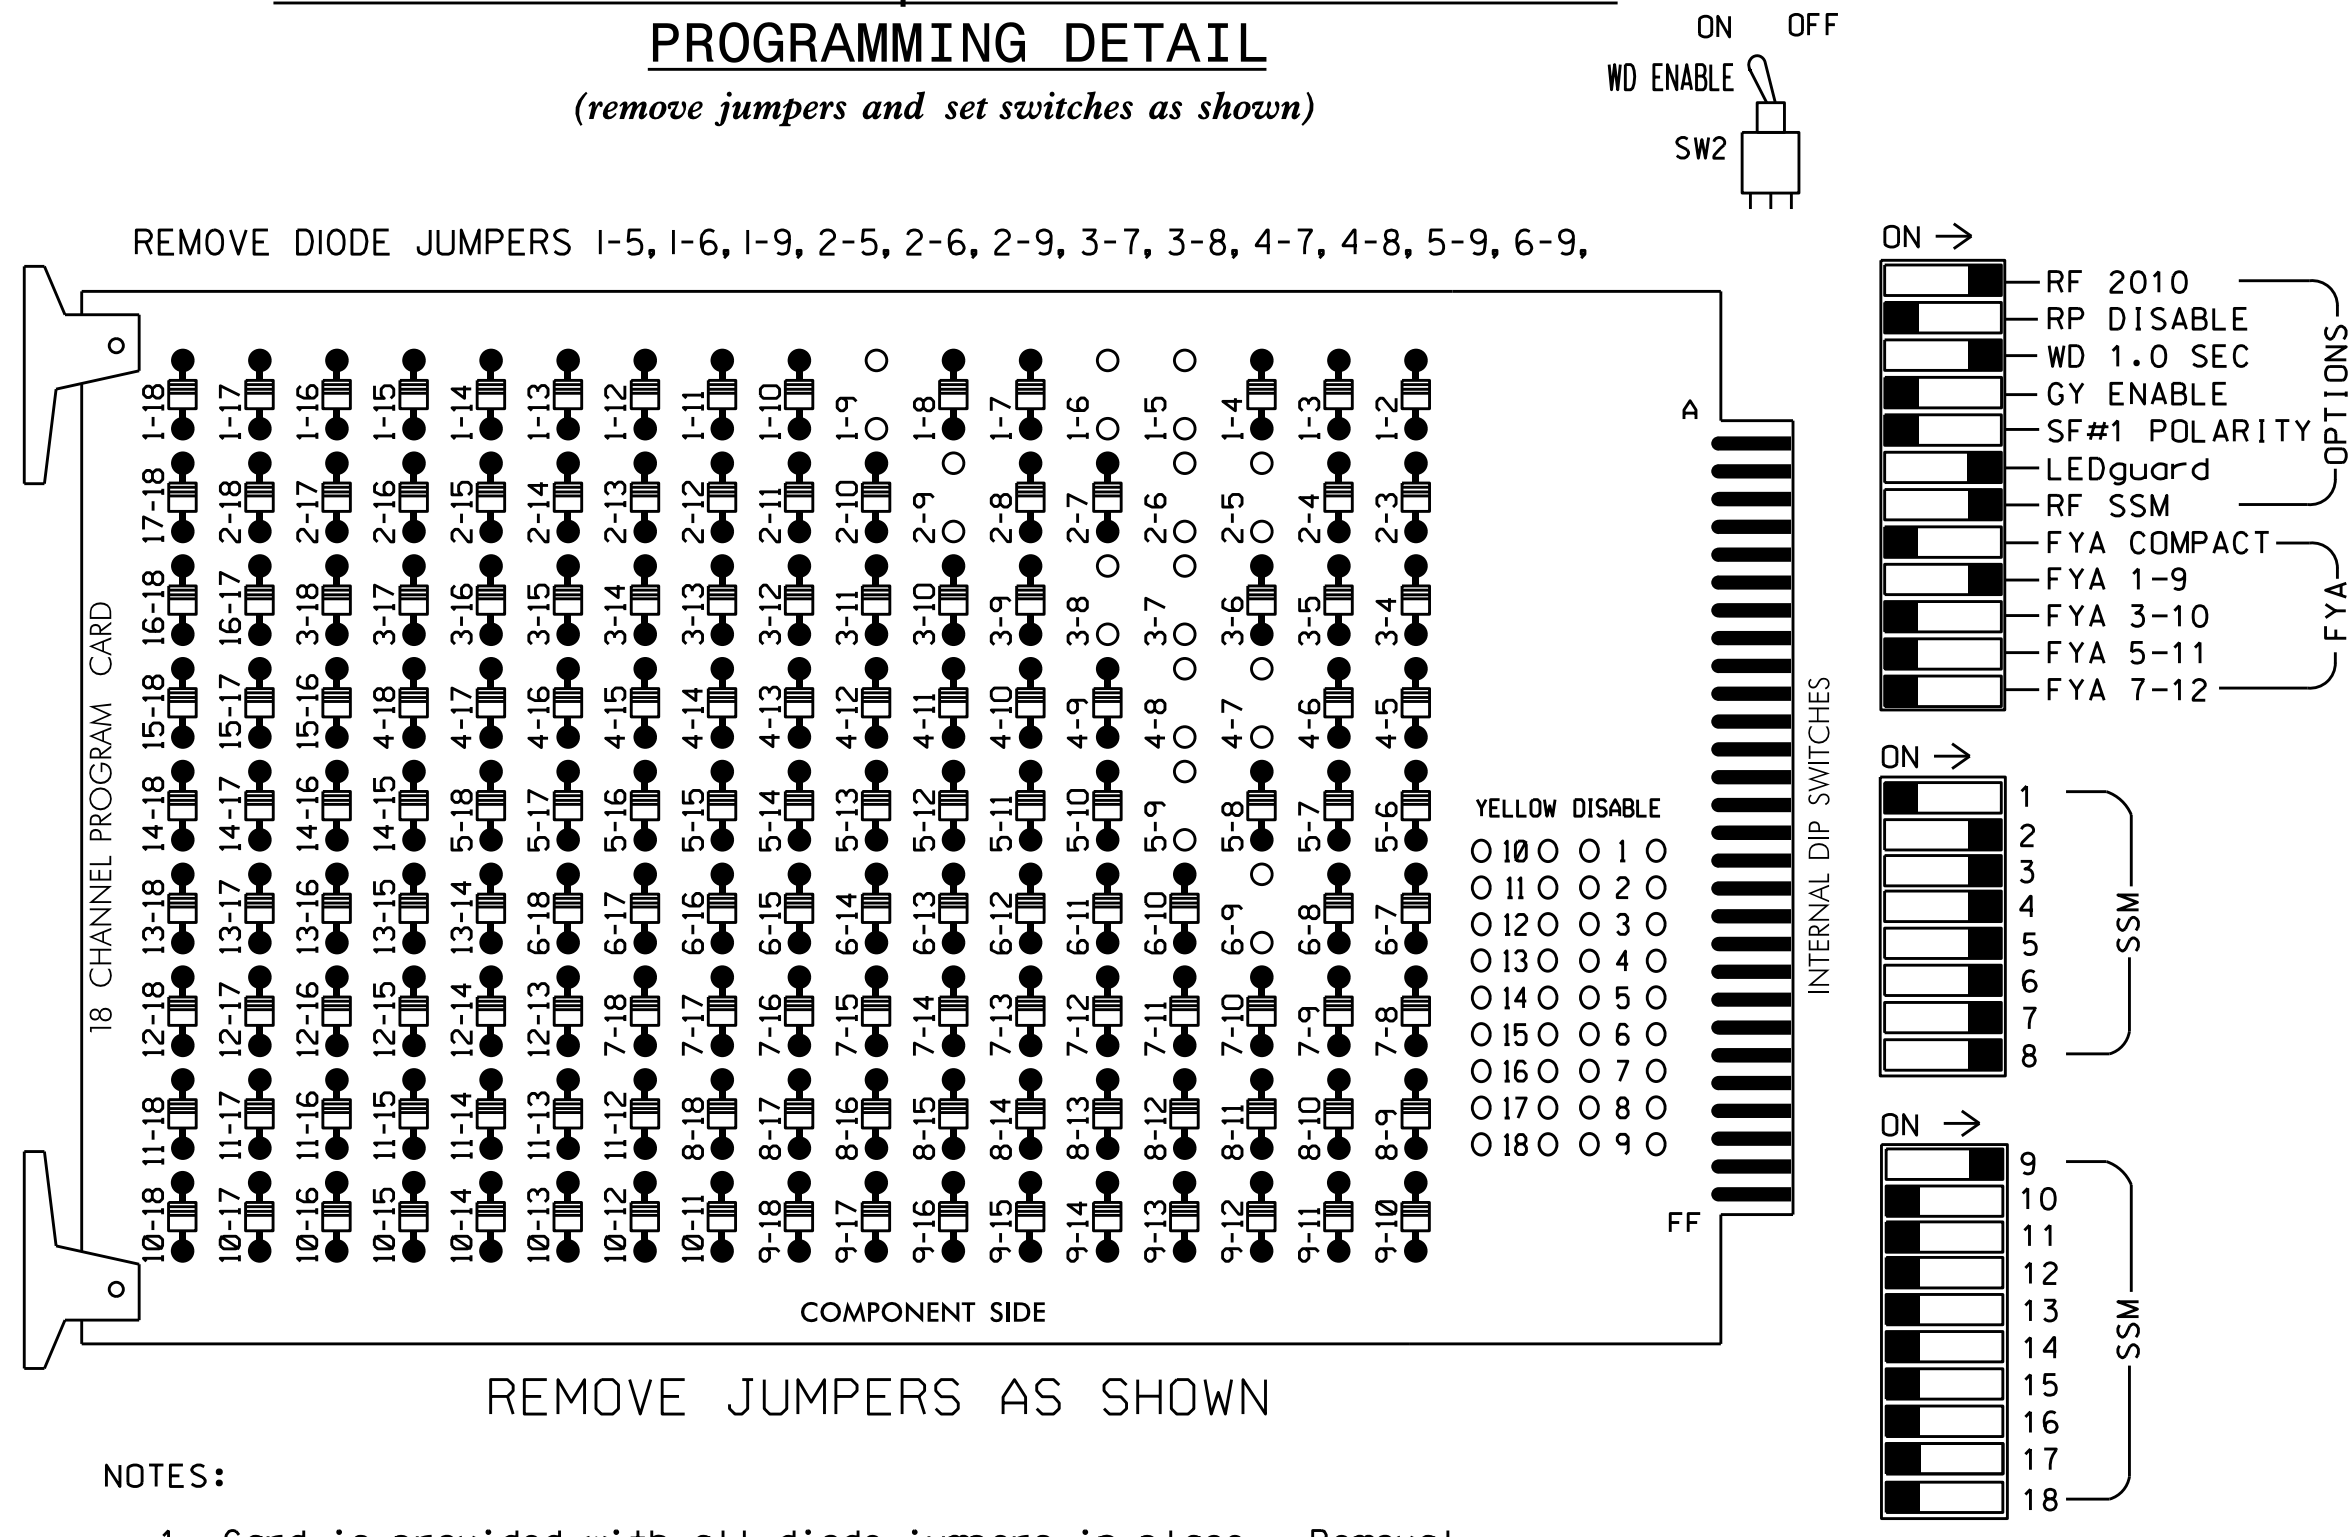 PROGRAMMING DETAIL
(remove jumpers and set switches as shown)
ON OFF
WD ENABLE
SW2
REMOVE DIODE JUMPERS 1-5, 1-6, 1-9, 2-5, 2-6, 2-9, 3-7, 3-8, 4-7, 4-8, 5-9, 6-9,
18 CHANNEL PROGRAM CARD
1-18 1-17 1-16 1-15 1-14 1-13 1-12 1-11 1-10 1-9 1-8 1-7 1-6 1-5 1-4 1-3 1-2
17-18 2-18 2-17 2-16 2-15 2-14 2-13 2-12 2-11 2-10 2-9 2-8 2-7 2-6 2-5 2-4 2-3
16-18 16-17 3-18 3-17 3-16 3-15 3-14 3-13 3-12 3-11 3-10 3-9 3-8 3-7 3-6 3-5 3-4
15-18 15-17 15-16 4-18 4-17 4-16 4-15 4-14 4-13 4-12 4-11 4-10 4-9 4-8 4-7 4-6 4-5
14-18 14-17 14-16 14-15 5-18 5-17 5-16 5-15 5-14 5-13 5-12 5-11 5-10 5-9 5-8 5-7 5-6
13-18 13-17 13-16 13-15 13-14 6-18 6-17 6-16 6-15 6-14 6-13 6-12 6-11 6-10 6-9 6-8 6-7
12-18 12-17 12-16 12-15 12-14 12-13 7-18 7-17 7-16 7-15 7-14 7-13 7-12 7-11 7-10 7-9 7-8
11-18 11-17 11-16 11-15 11-14 11-13 11-12 8-18 8-17 8-16 8-15 8-14 8-13 8-12 8-11 8-10 8-9
10-18 10-17 10-16 10-15 10-14 10-13 10-12 10-11 9-18 9-17 9-16 9-15 9-14 9-13 9-12 9-11 9-10
A
YELLOW DISABLE
10 1
11 2
12 3
13 4
14 5
15 6
16 7
17 8
18 9
FF
COMPONENT SIDE
INTERNAL DIP SWITCHES
ON
RF 2010
RP DISABLE
WD 1.0 SEC
GY ENABLE
SF#1 POLARITY
LEDguard
RF SSM
OPTIONS
FYA COMPACT
FYA 1-9
FYA 3-10
FYA 5-11
FYA 7-12
FYA
ON
1
2
3
4
5
6
7
8
SSM
ON
9
10
11
12
13
14
15
16
17
18
SSM
REMOVE JUMPERS AS SHOWN
NOTES:
1. Card is provided with all diode jumpers in place. Removal